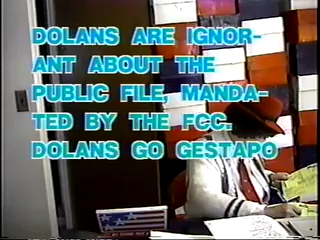 DOLANS ARE IGNOR-
ANT ABOUT THE
PUBLIC FILE, MANDA-
TED BY THE FCC.
DOLANS GO GESTAPO